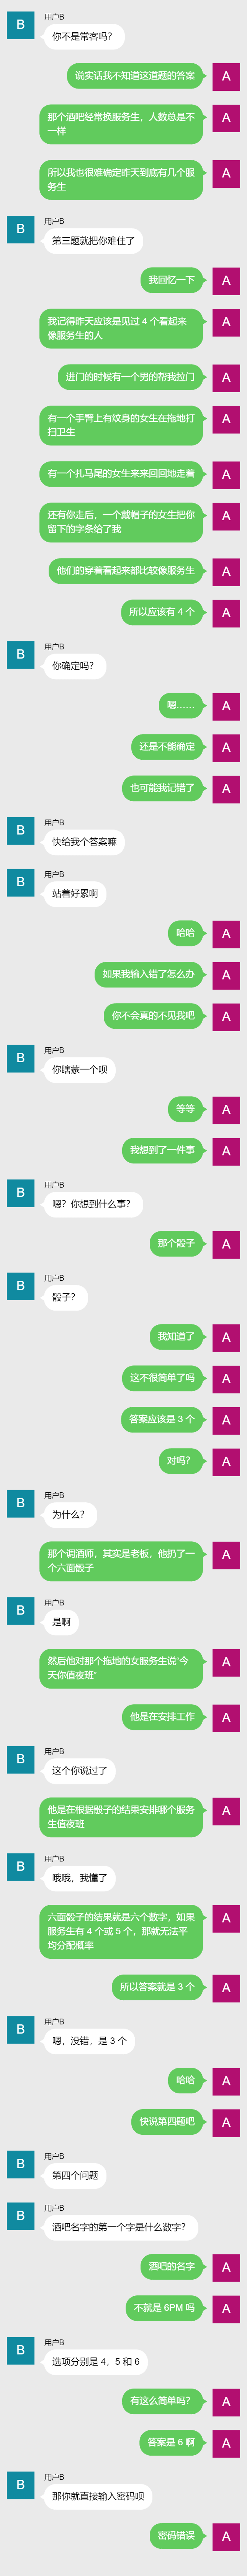 B
用户B
你不是常客吗？
说实话我不知道这道题的答案
A
那个酒吧经常换服务生，人数总是不
一样
A
所以我也很难确定昨天到底有几个服
务生
A
B
用户B
第三题就把你难住了
我回忆一下
A
我记得昨天应该是见过 4 个看起来
像服务生的人
A
进门的时候有一个男的帮我拉门
A
有一个手臂上有纹身的女生在拖地打
扫卫生
A
有一个扎马尾的女生来来回回地走着
A
还有你走后，一个戴帽子的女生把你
留下的字条给了我
A
他们的穿着看起来都比较像服务生
A
所以应该有 4 个
A
B
用户B
你确定吗？
嗯……
A
还是不能确定
A
也可能我记错了
A
B
用户B
快给我个答案嘛
B
用户B
站着好累啊
哈哈
A
如果我输入错了怎么办
A
你不会真的不见我吧
A
B
用户B
你瞎蒙一个呗
等等
A
我想到了一件事
A
B
用户B
嗯？你想到什么事？
那个骰子
A
B
用户B
骰子？
我知道了
A
这不很简单了吗
A
答案应该是 3 个
A
对吗？
A
B
用户B
为什么？
那个调酒师，其实是老板，他扔了一
个六面骰子
A
B
用户B
是啊
然后他对那个拖地的女服务生说“今
天你值夜班”
A
他是在安排工作
A
B
用户B
这个你说过了
他是在根据骰子的结果安排哪个服务
生值夜班
A
B
用户B
哦哦，我懂了
六面骰子的结果就是六个数字，如果
服务生有 4 个或 5 个，那就无法平
均分配概率
A
所以答案就是 3 个
A
B
用户B
嗯，没错，是 3 个
哈哈
A
快说第四题吧
A
B
用户B
第四个问题
B
用户B
酒吧名字的第一个字是什么数字？
酒吧的名字
A
不就是 6PM 吗
A
B
用户B
选项分别是 4，5 和 6
有这么简单吗？
A
答案是 6 啊
A
B
用户B
那你就直接输入密码呗
密码错误
A